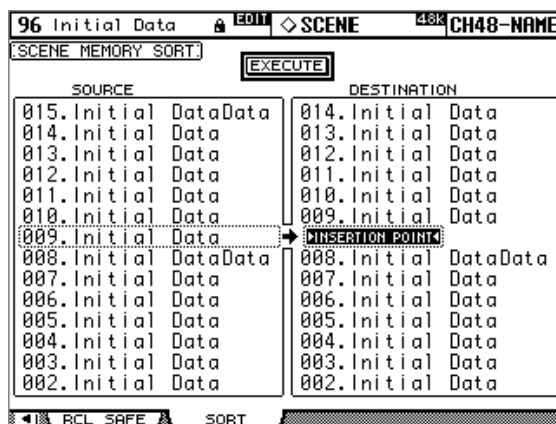 96 Initial Data EDIT SCENE 48K CH48-NAME
SCENE MEMORY SORT
EXECUTE
SOURCE
015.Initial DataData
014.Initial Data
013.Initial Data
012.Initial Data
011.Initial Data
010.Initial Data
009.Initial Data
008.Initial DataData
007.Initial Data
006.Initial Data
005.Initial Data
004.Initial Data
003.Initial Data
002.Initial Data
DESTINATION
014.Initial Data
013.Initial Data
012.Initial Data
011.Initial Data
010.Initial Data
009.Initial Data
INSERTION POINT
008.Initial DataData
007.Initial Data
006.Initial Data
005.Initial Data
004.Initial Data
003.Initial Data
002.Initial Data
RCL SAFE SORT